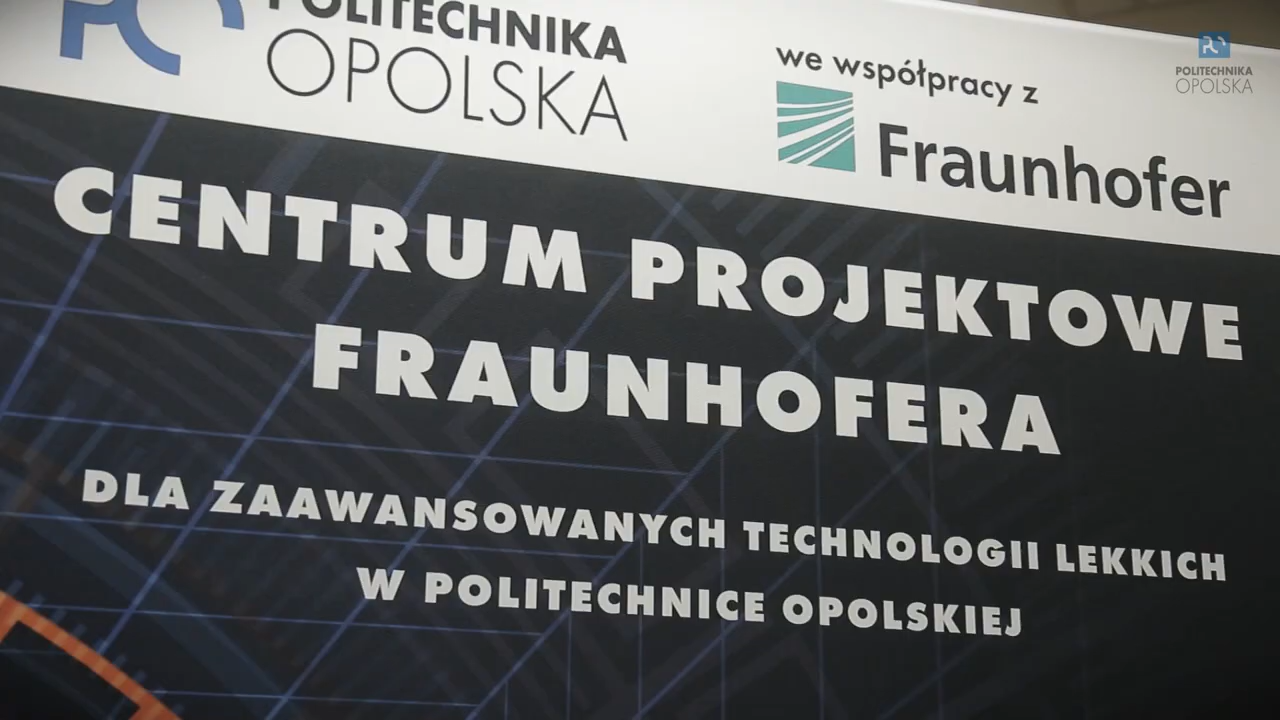 POLITECHNIKA
OPOLSKA
we współpracy z
Fraunhofer
POLITECHNIKA
OPOLSKA
CENTRUM PROJEKTOWE
FRAUNHOFERA
DLA ZAAWANSOWANYCH TECHNOLOGII LEKKICH
W POLITECHNICE OPOLSKIEJ